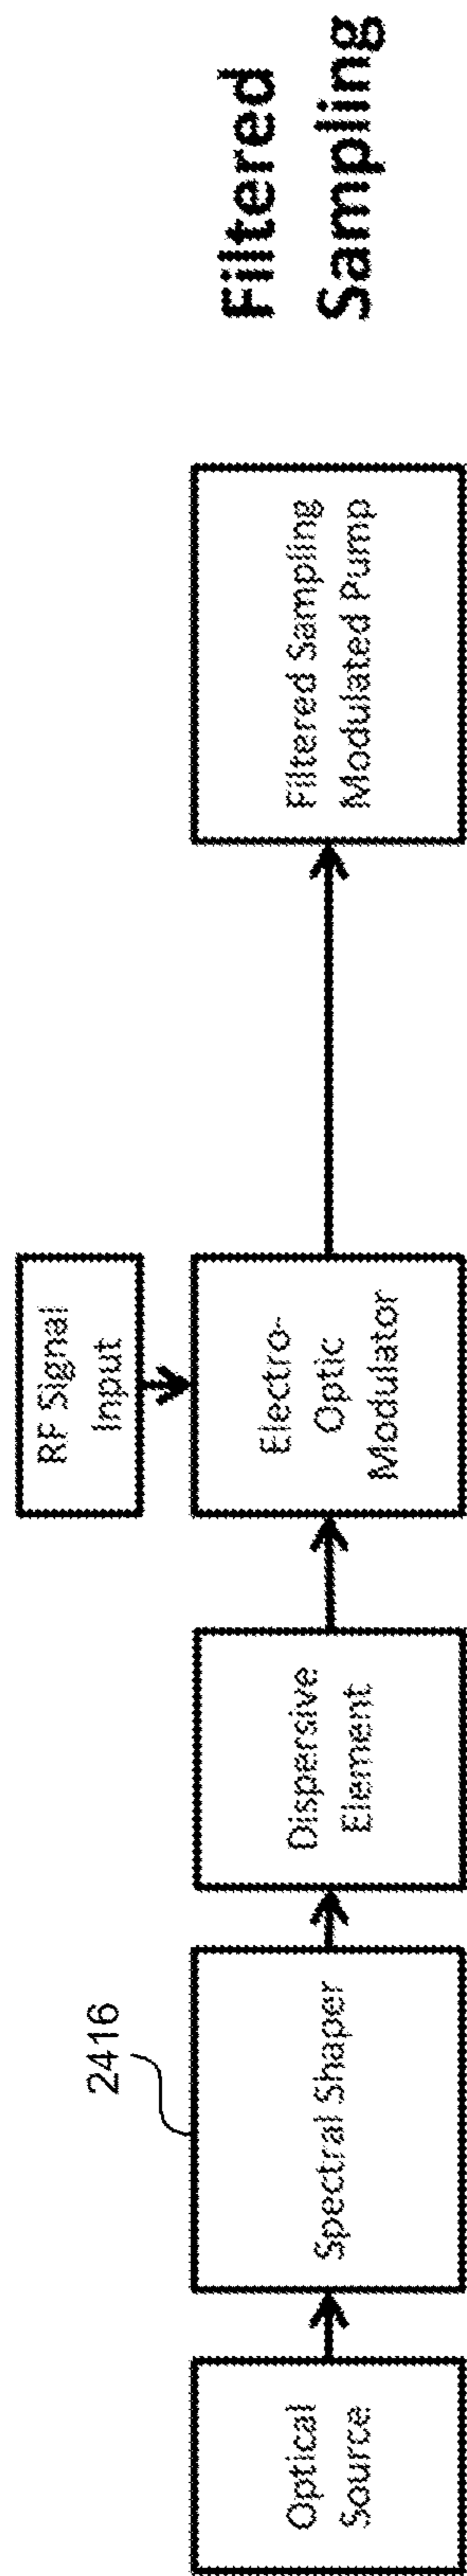 Filtered
Sampling
RF Signal
Input
2416
Optical
Source
Spectral Shaper
Dispersive
Element
Electro-
Optic
Modulator
Filtered Sampling
Modulated Pump